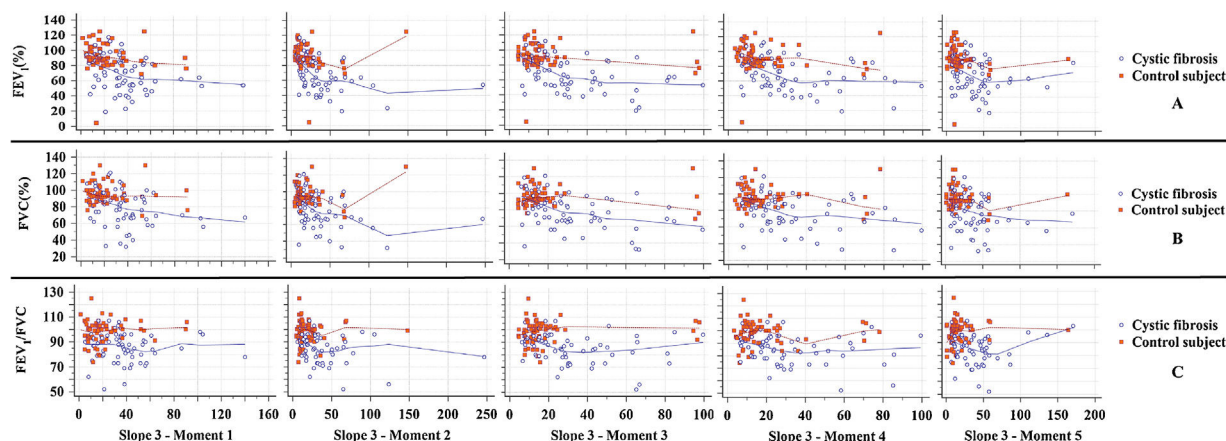 FEV1(%)
140
120
100
80
60
40
20
0
Cystic fibrosis
Control subject
A
FVC(%)
140
120
100
80
60
40
20
Cystic fibrosis
Control subject
B
FEV1/FVC
130
110
90
70
50
Cystic fibrosis
Control subject
C
0 40 80 120 160
0 50 100 150 200 250
0 20 40 60 80 100
0 20 40 60 80 100
0 50 100 150 200
Slope 3 - Moment 1
Slope 3 - Moment 2
Slope 3 - Moment 3
Slope 3 - Moment 4
Slope 3 - Moment 5